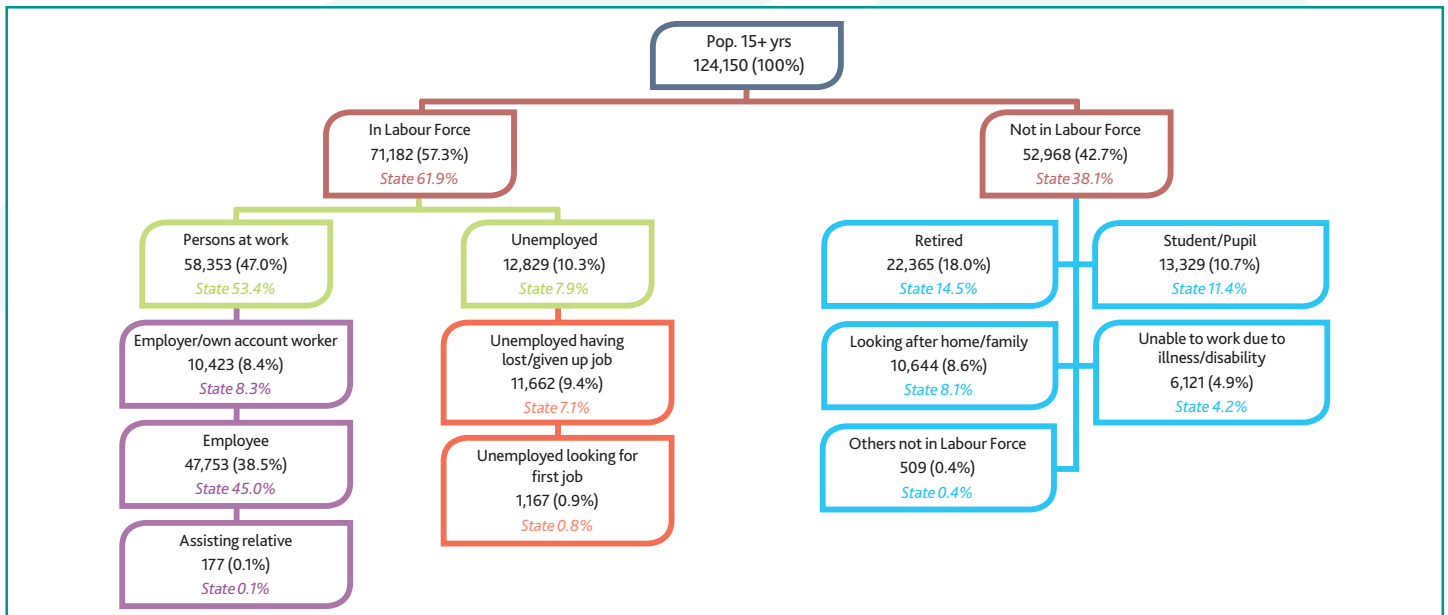 Pop. 15+ yrs
124,150 (100%)
In Labour Force
71,182 (57.3%)
State 61.9%
Not in Labour Force
52,968 (42.7%)
State 38.1%
Persons at work
58,353 (47.0%)
State 53.4%
Unemployed
12,829 (10.3%)
State 7.9%
Retired
22,365 (18.0%)
State 14.5%
Student/Pupil
13,329 (10.7%)
State 11.4%
Employer/own account worker
10,423 (8.4%)
State 8.3%
Unemployed having
lost/given up job
11,662 (9.4%)
State 7.1%
Looking after home/family
10,644 (8.6%)
State 8.1%
Unable to work due to
illness/disability
6,121 (4.9%)
State 4.2%
Employee
47,753 (38.5%)
State 45.0%
Unemployed looking for
first job
1,167 (0.9%)
State 0.8%
Others not in Labour Force
509 (0.4%)
State 0.4%
Assisting relative
177 (0.1%)
State 0.1%